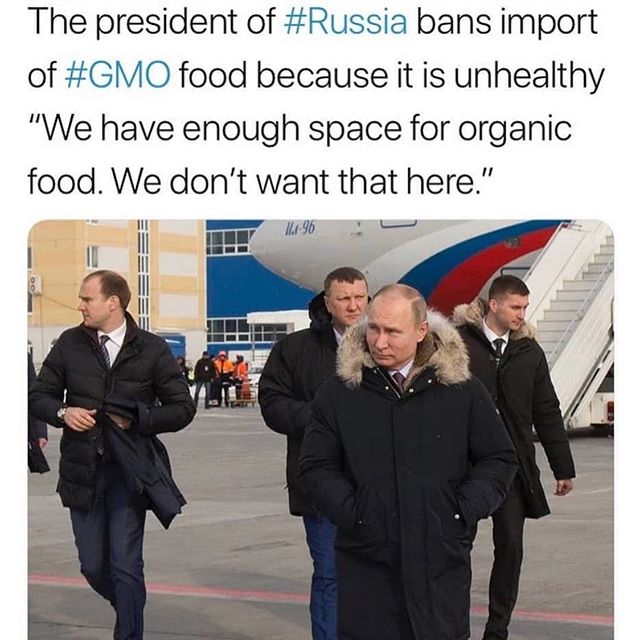 The president of #Russia bans import
of #GMO food because it is unhealthy
"We have enough space for organic
food. We don't want that here."
Ил-96